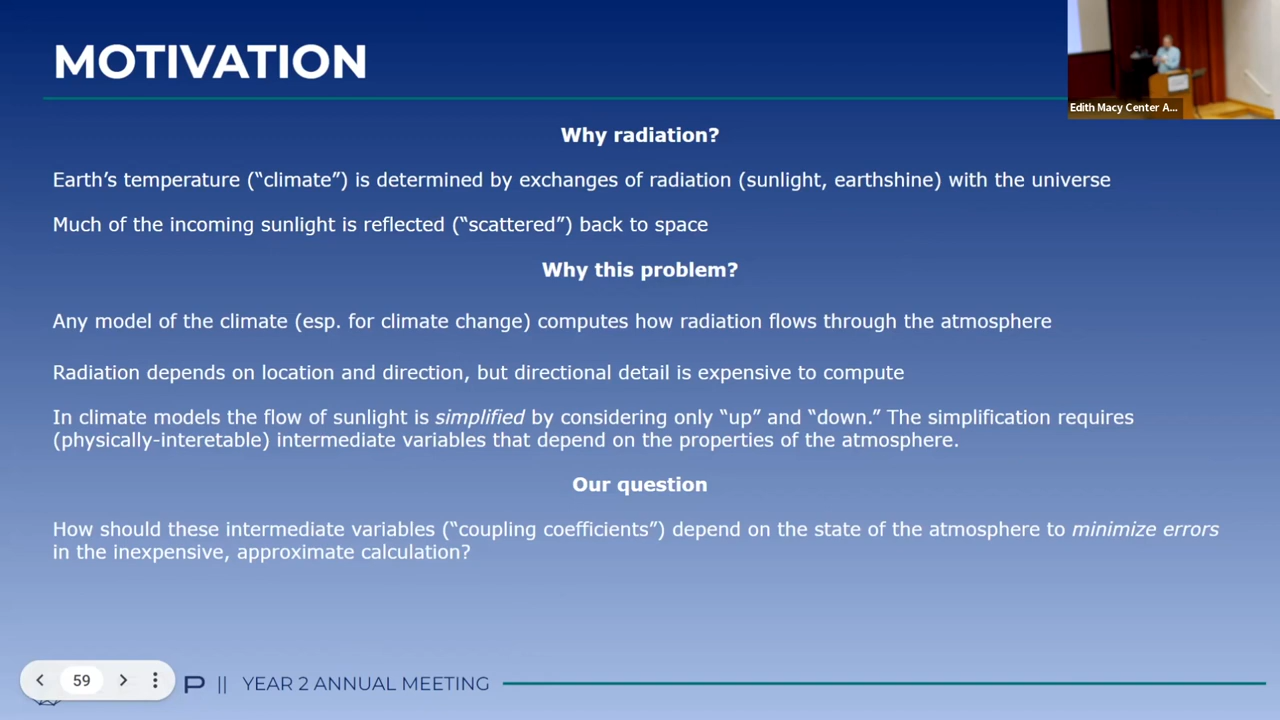 MOTIVATION
Edith Macy Center A...
Why radiation?
Earth's temperature (“climate”) is determined by exchanges of radiation (sunlight, earthshine) with the universe
Much of the incoming sunlight is reflected (“scattered”) back to space
Why this problem?
Any model of the climate (esp. for climate change) computes how radiation flows through the atmosphere
Radiation depends on location and direction, but directional detail is expensive to compute
In climate models the flow of sunlight is simplified by considering only “up” and “down.” The simplification requires
(physically-interetable) intermediate variables that depend on the properties of the atmosphere.
Our question
How should these intermediate variables (“coupling coefficients”) depend on the state of the atmosphere to minimize errors
in the inexpensive, approximate calculation?
59
P || YEAR 2 ANNUAL MEETING